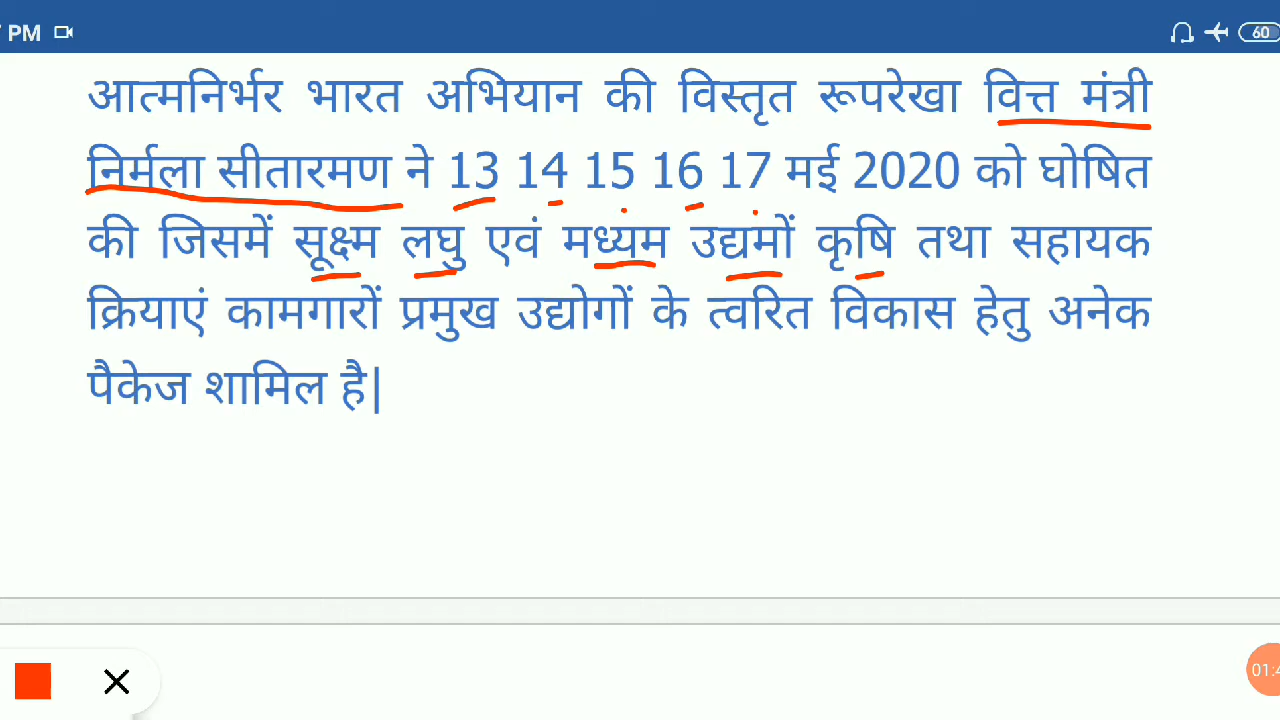 PM 60
आत्मनिर्भर भारत अभियान की विस्तृत रूपरेखा वित्त मंत्री
निर्मला सीतारमण ने 13 14 15 16 17 मई 2020 को घोषित
की जिसमें सूक्ष्म लघु एवं मध्यम उद्यमों कृषि तथा सहायक
क्रियाएं कामगारों प्रमुख उद्योगों के त्वरित विकास हेतु अनेक
पैकेज शामिल है|